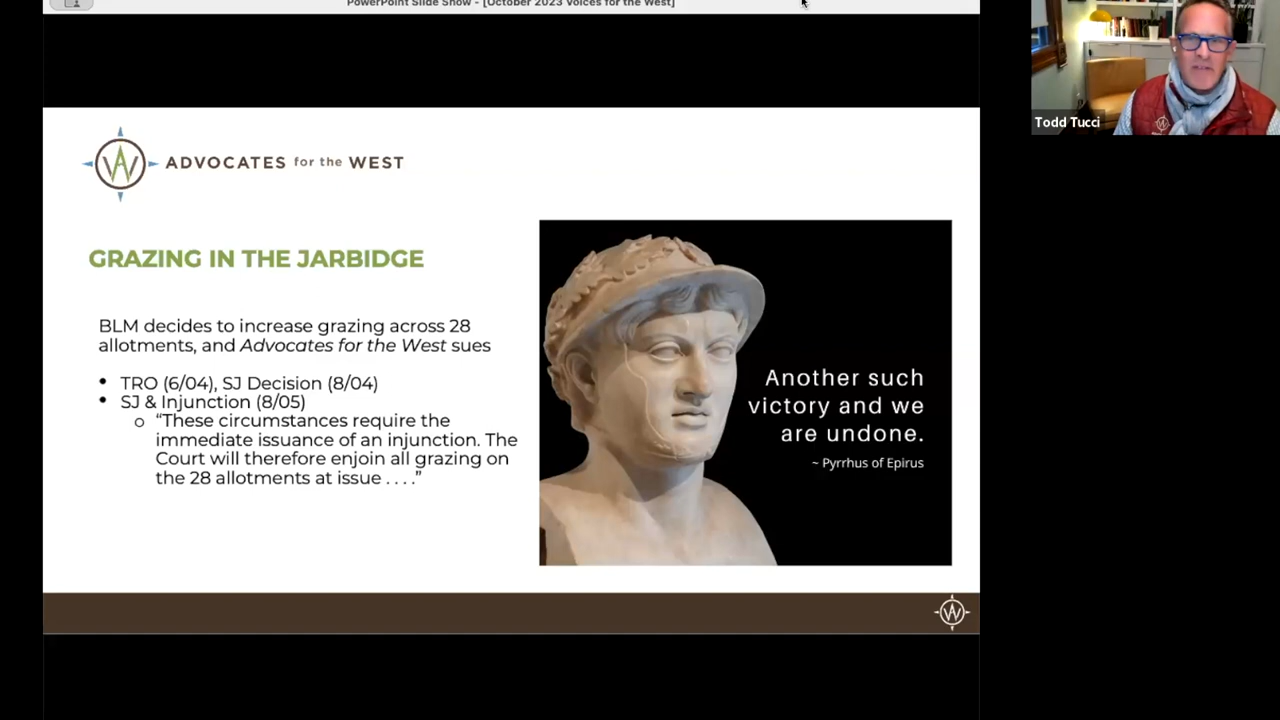 PowerPoint Slide Show - [October 2023 Voices for the West]
Todd Tucci
ADVOCATES for the WEST
GRAZING IN THE JARBIDGE
BLM decides to increase grazing across 28
allotments, and Advocates for the West sues
• TRO (6/04), SJ Decision (8/04)
• SJ & Injunction (8/05)
o “These circumstances require the
immediate issuance of an injunction. The
Court will therefore enjoin all grazing on
the 28 allotments at issue . . . .”
Another such
victory and we
are undone.
~ Pyrrhus of Epirus